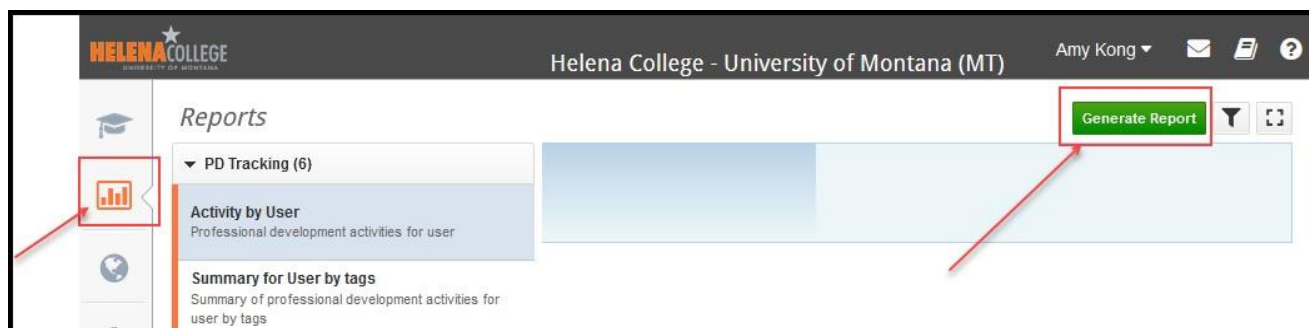 HELENA COLLEGE
UNIVERSITY OF MONTANA
Helena College - University of Montana (MT)
Amy Kong
Reports
Generate Report
PD Tracking (6)
Activity by User
Professional development activities for user
Summary for User by tags
Summary of professional development activities for
user by tags